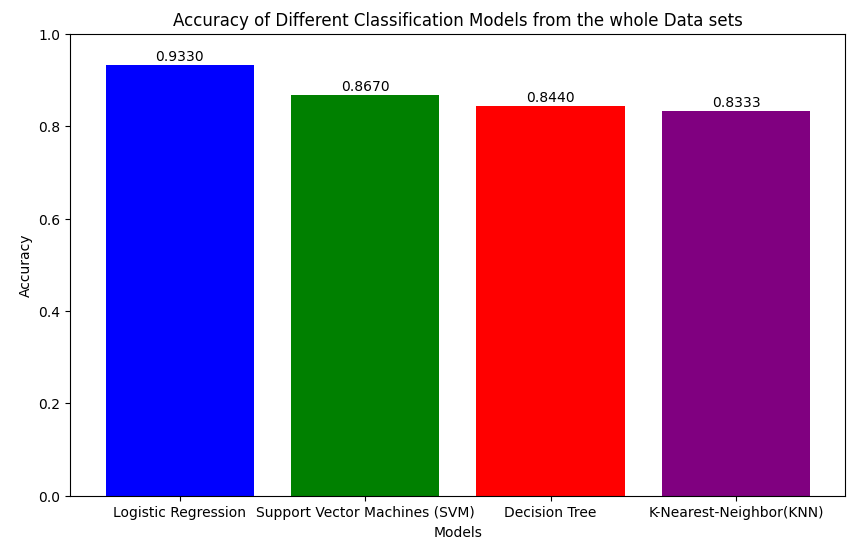 Accuracy of Different Classification Models from the whole Data sets
1.0
0.8
0.6
0.4
0.2
0.0
Accuracy
0.9330
0.8670
0.8440
0.8333
Logistic Regression
Support Vector Machines (SVM)
Decision Tree
K-Nearest-Neighbor(KNN)
Models